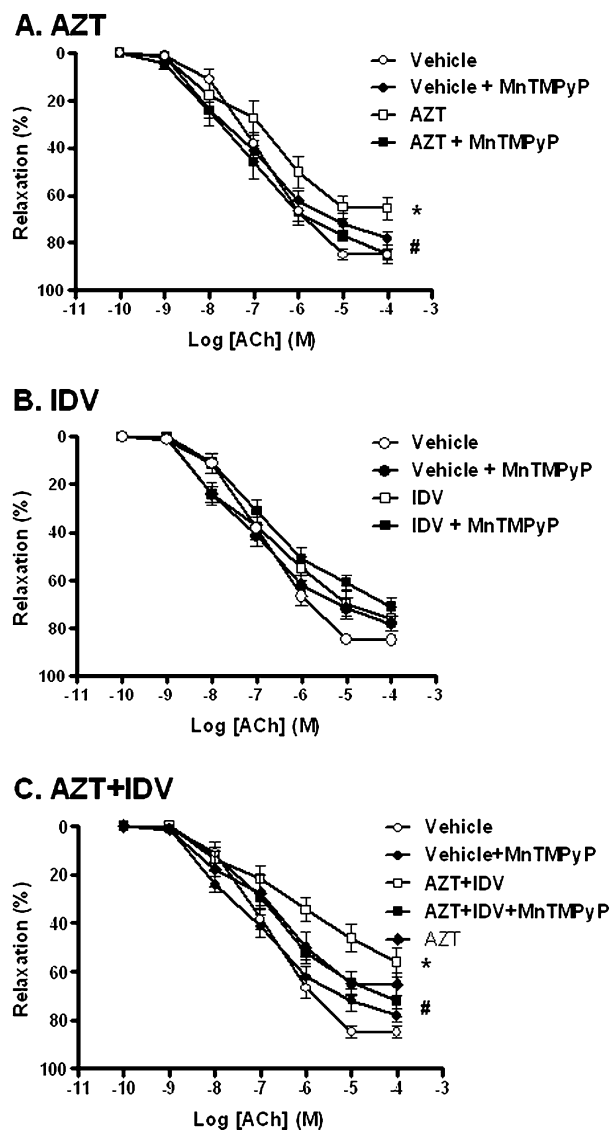 A. AZT
Vehicle
Vehicle + MnTMPyP
AZT
AZT + MnTMPyP
Relaxation (%)
0
20
40
60
80
100
*
#
-11 -10 -9 -8 -7 -6 -5 -4 -3
Log [ACh] (M)
B. IDV
Vehicle
Vehicle + MnTMPyP
IDV
IDV + MnTMPyP
Relaxation (%)
0
20
40
60
80
100
-11 -10 -9 -8 -7 -6 -5 -4 -3
Log [ACh] (M)
C. AZT+IDV
Vehicle
Vehicle+MnTMPyP
AZT+IDV
AZT+IDV+MnTMPyP
AZT
Relaxation (%)
0
20
40
60
80
100
*
#
-11 -10 -9 -8 -7 -6 -5 -4 -3
Log [ACh] (M)